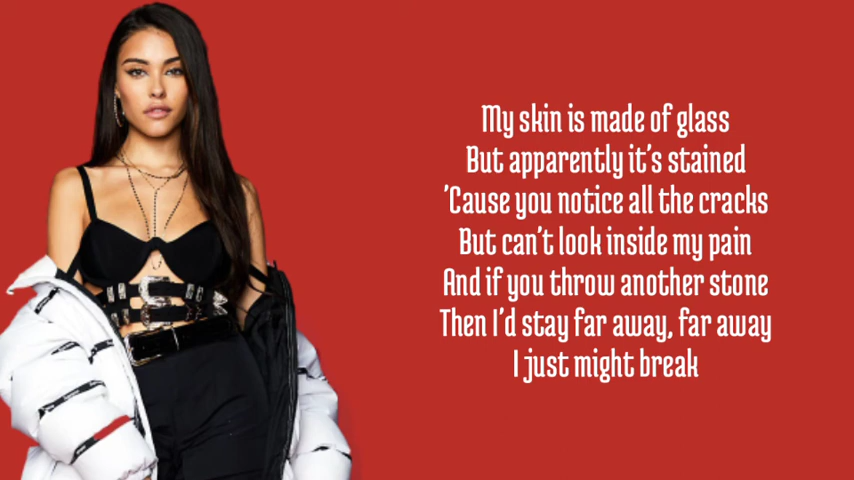 My skin is made of glass
But apparently it's stained
'Cause you notice all the cracks
But can't look inside my pain
And if you throw another stone
Then I'd stay far away, far away
I just might break